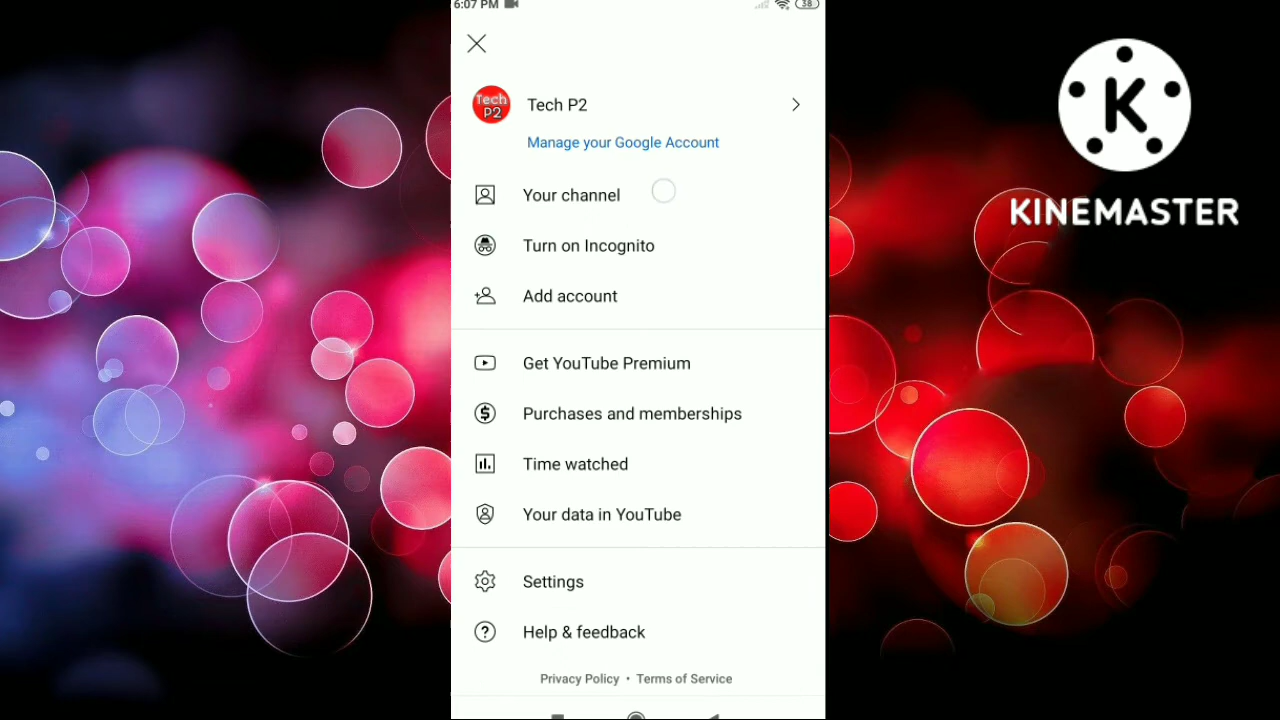 6:07 PM
38
Tech P2
Tech
P2
Manage your Google Account
Your channel
Turn on Incognito
Add account
Get YouTube Premium
Purchases and memberships
Time watched
Your data in YouTube
Settings
Help & feedback
Privacy Policy • Terms of Service
K
KINEMASTER